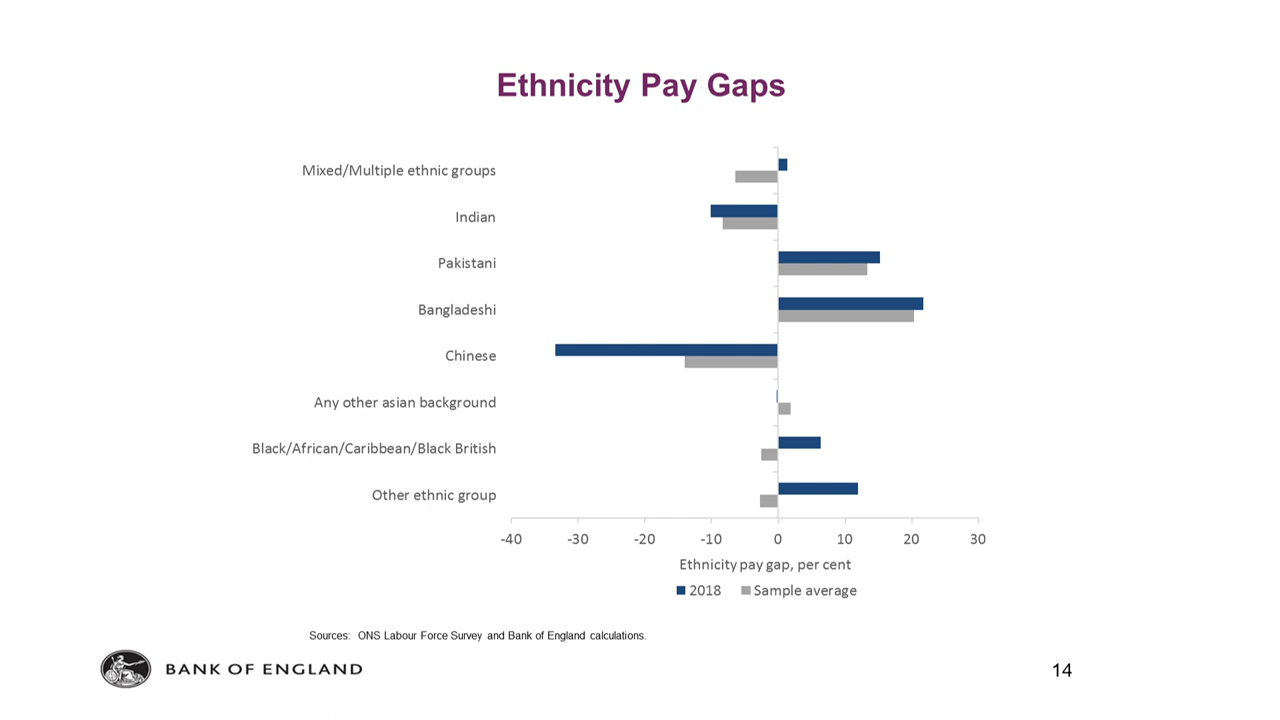 Ethnicity Pay Gaps
Mixed/Multiple ethnic groups
Indian
Pakistani
Bangladeshi
Chinese
Any other asian background
Black/African/Caribbean/Black British
Other ethnic group
-40 -30 -20 -10 0 10 20 30
Ethnicity pay gap, per cent
2018 Sample average
Sources: ONS Labour Force Survey and Bank of England calculations.
BANK OF ENGLAND
14